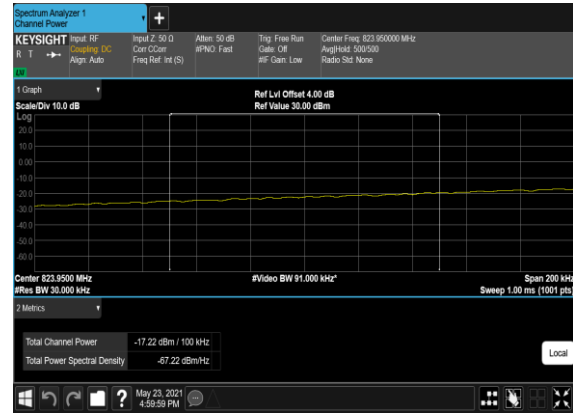 Spectrum Analyzer 1
Channel Power
+
KEYSIGHT Input: RF Input Z: 50 Ω Atten: 50 dB Trig: Free Run Center Freq: 823.950000 MHz
R T Coupling: DC Corr CCorr #PNO: Fast Gate: Off Avg|Hold: 500/500
Align: Auto Freq Ref: Int (S) #IF Gain: Low Radio Std: None
LXI
1 Graph
Ref Lvl Offset 4.00 dB
Scale/Div 10.0 dB Ref Value 30.00 dBm
Log
20.0
10.0
0.00
-10.0
-20.0
-30.0
-40.0
-50.0
-60.0
Center 823.9500 MHz #Video BW 91.000 kHz* Span 200 kHz
#Res BW 30.000 kHz Sweep 1.00 ms (1001 pts)
2 Metrics
Total Channel Power -17.22 dBm / 100 kHz
Total Power Spectral Density -67.22 dBm/Hz
Local
? May 23, 2021
4:59:59 PM